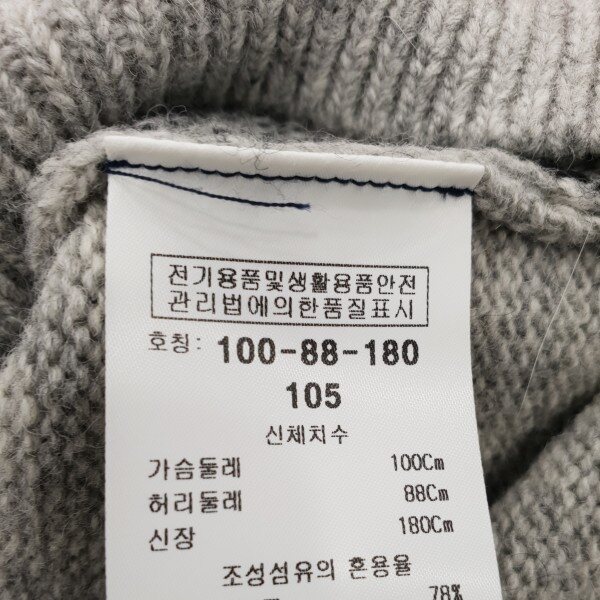 전기용품및생활용품안전
관리법에의한품질표시
호칭: 100-88-180
105
신체치수
가슴둘레 100Cm
허리둘레 88Cm
신장 180Cm
조성섬유의 혼용율
78%